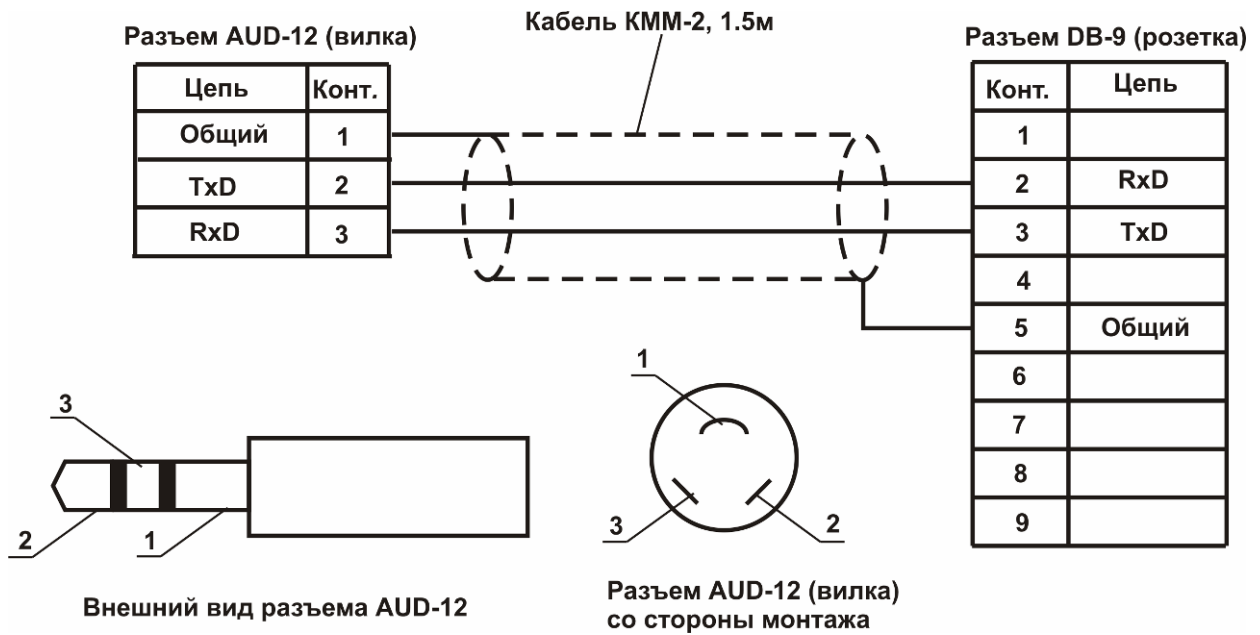 Кабель КММ-2, 1.5м
Разъем AUD-12 (вилка)
Разъем DB-9 (розетка)
Цепь Конт.
Общий 1
TxD 2
RxD 3
Конт. Цепь
1
2 RxD
3 TxD
4
5 Общий
6
7
8
9
3
2
1
1
3
2
Внешний вид разъема AUD-12
Разъем AUD-12 (вилка)
со стороны монтажа